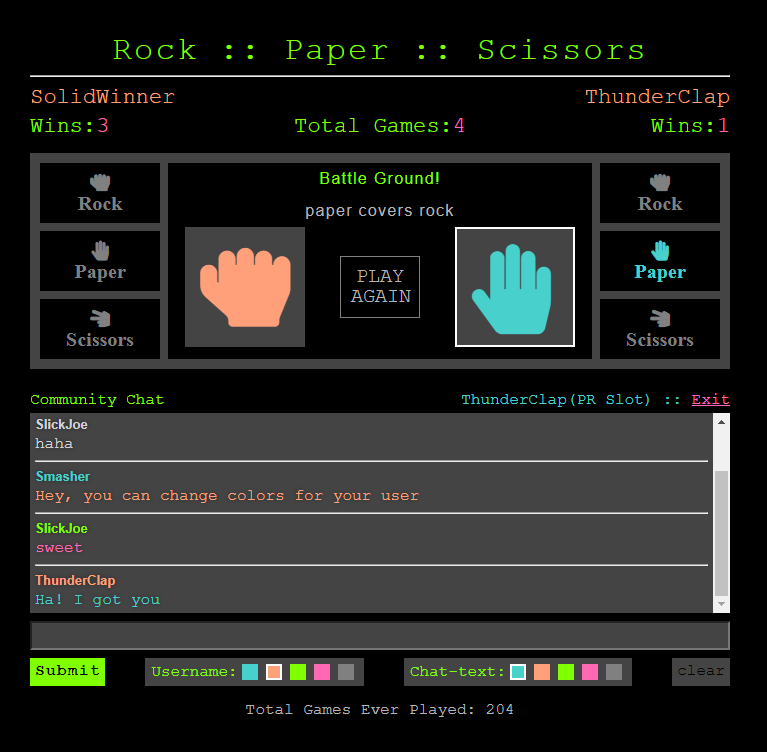 Rock :: Paper :: Scissors
SolidWinner ThunderClap
Wins:3 Total Games:4 Wins:1
Rock
Paper
Scissors
Battle Ground!
paper covers rock
PLAY
AGAIN
Rock
Paper
Scissors
Community Chat ThunderClap(PR Slot) :: Exit
SlickJoe
haha
Smasher
Hey, you can change colors for your user
SlickJoe
sweet
ThunderClap
Ha! I got you
Submit Username: Chat-text: clear
Total Games Ever Played: 204